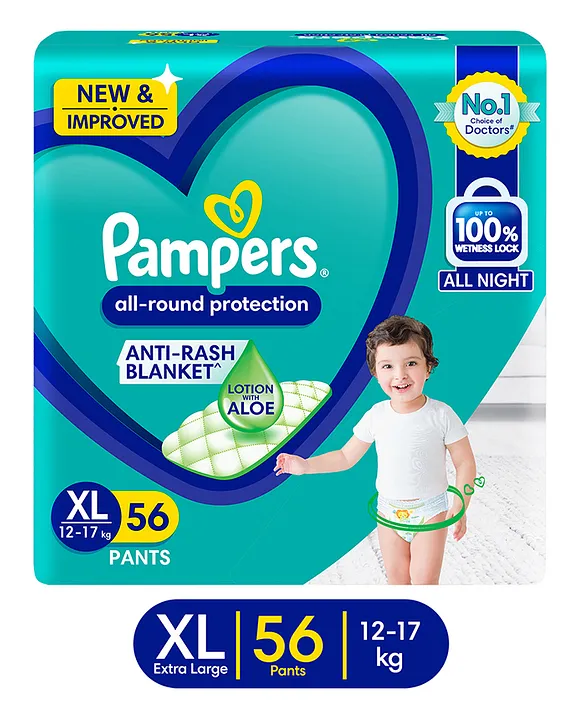 NEW &
IMPROVED
No.1
Choice of
Doctors#
UP TO
100%
WETNESS LOCK
ALL NIGHT
Pampers®
all-round protection
ANTI-RASH
BLANKET^
LOTION
WITH
ALOE
XL
12-17 kg
56
PANTS
XL
Extra Large
56
Pants
12-17
kg